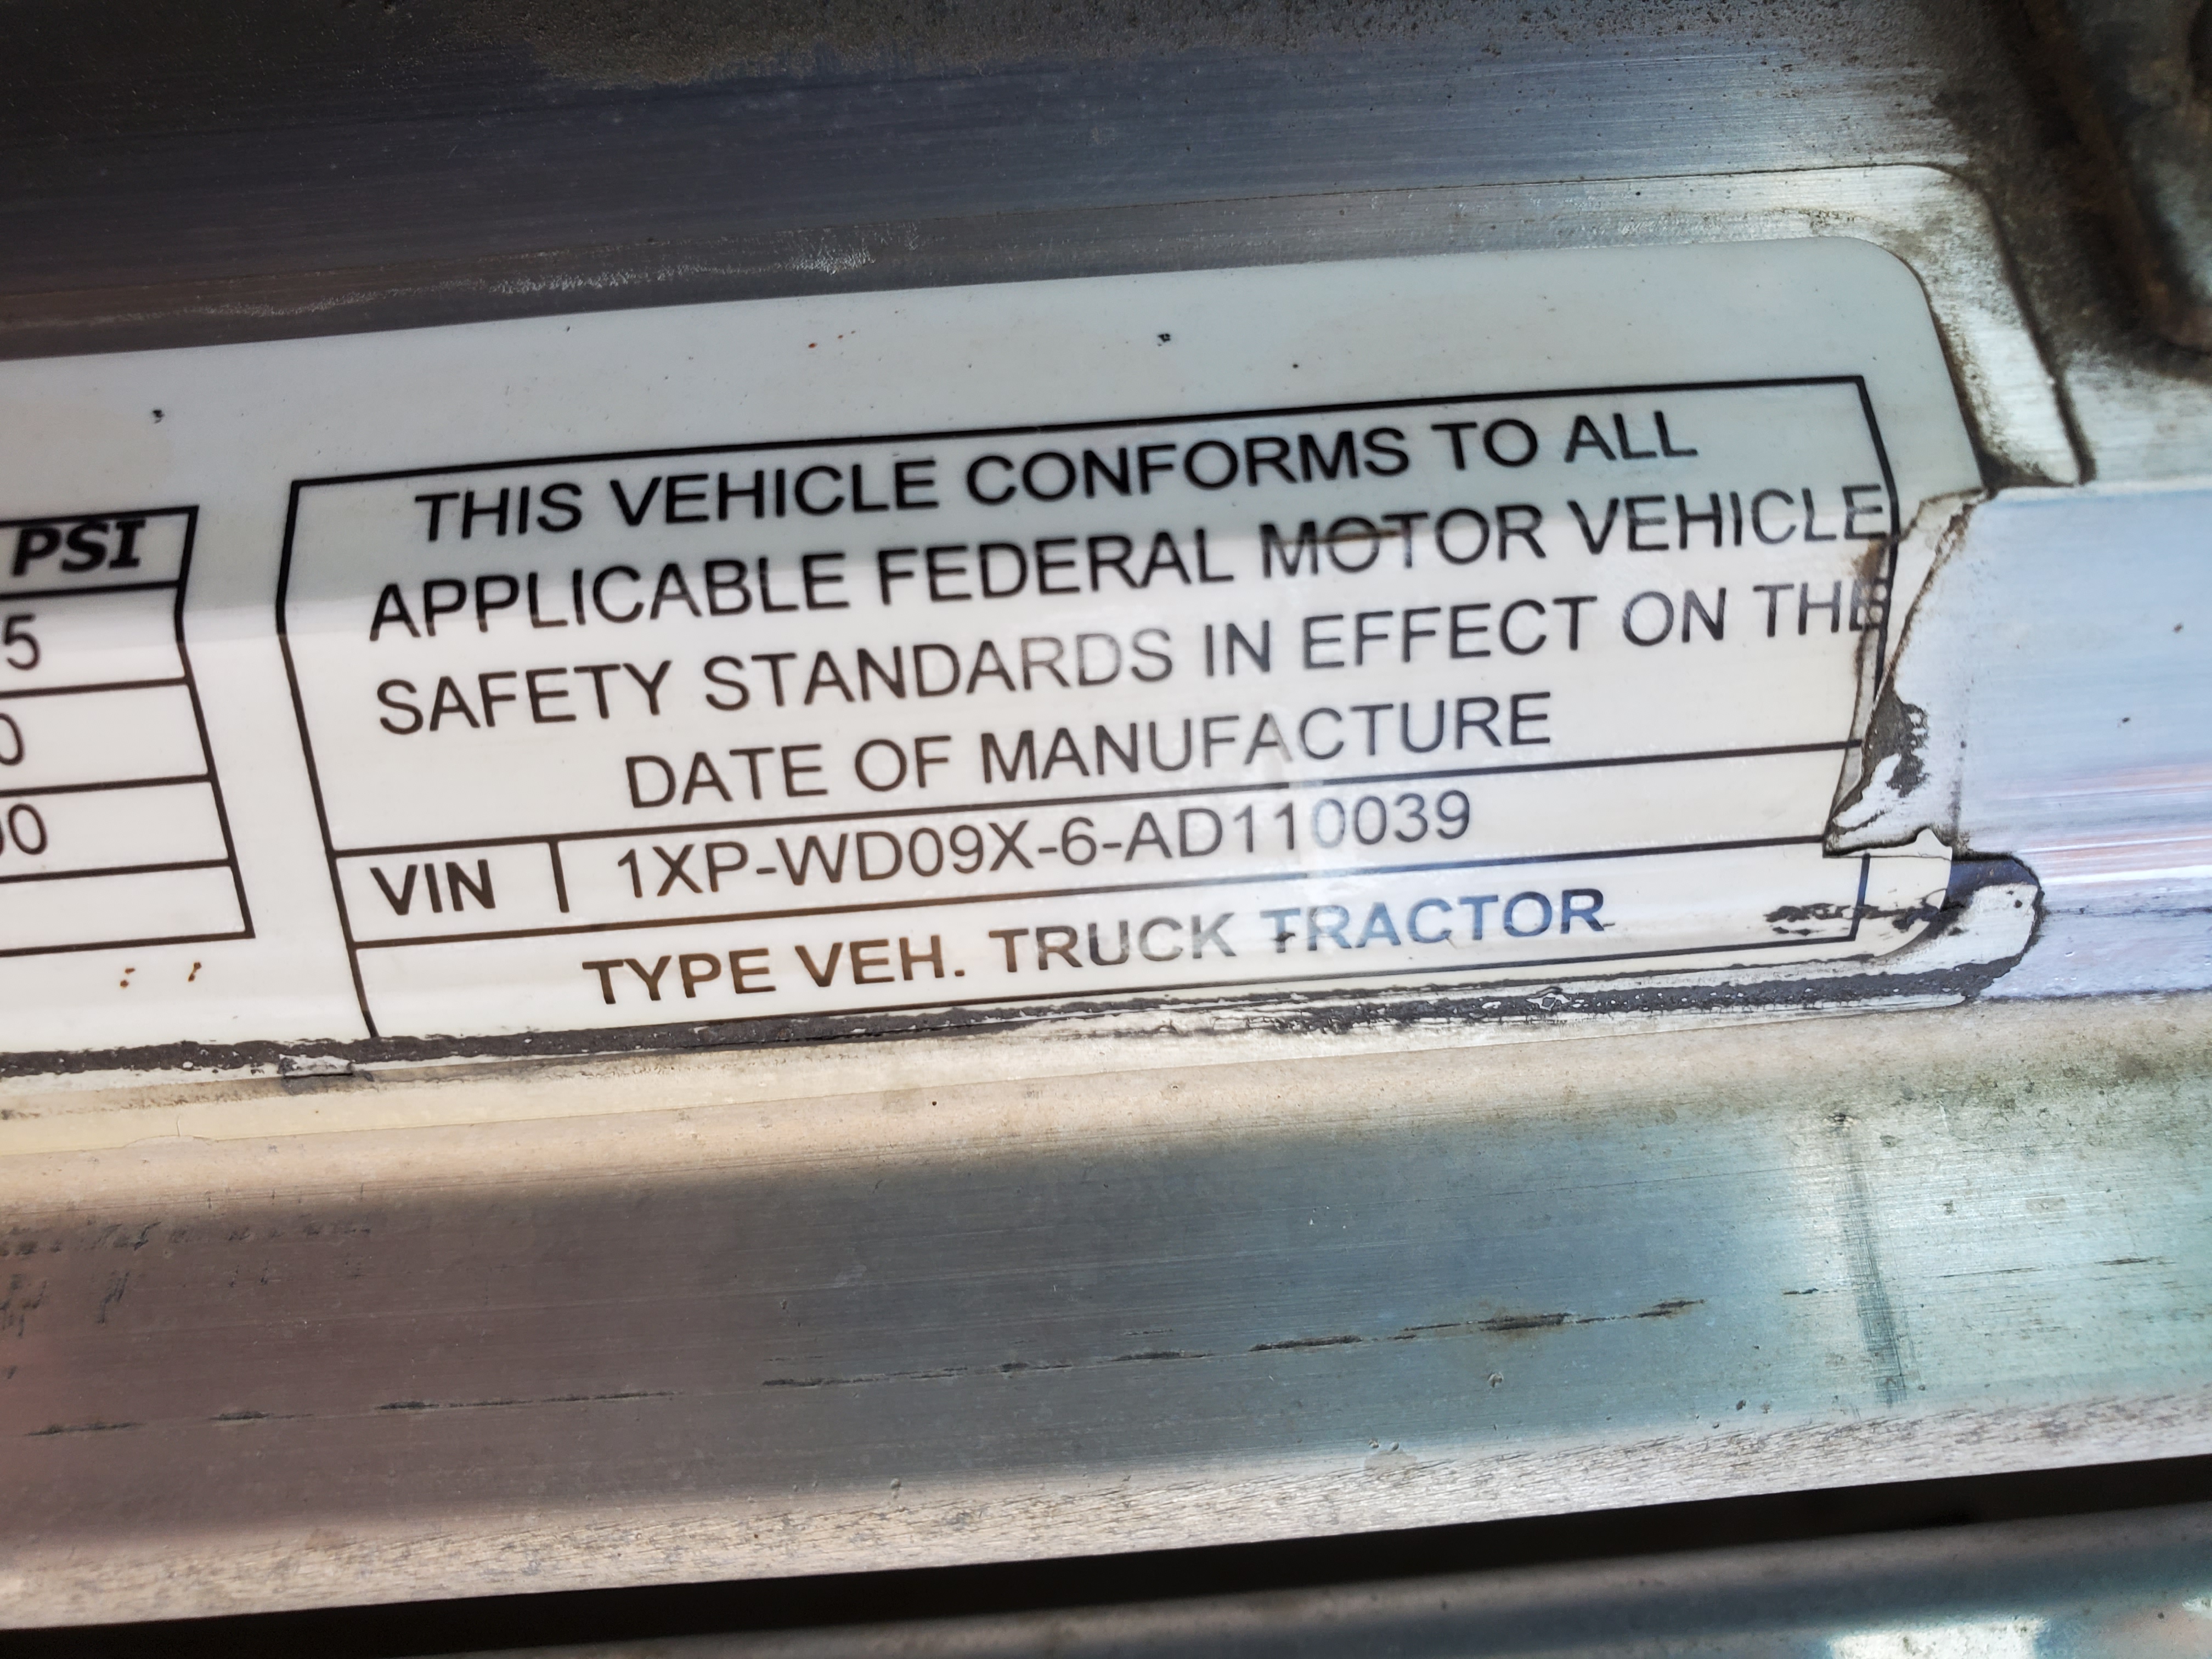 PSI
5
0
00
THIS VEHICLE CONFORMS TO ALL
APPLICABLE FEDERAL MOTOR VEHICLE
SAFETY STANDARDS IN EFFECT ON THE
DATE OF MANUFACTURE
VIN 1XP-WD09X-6-AD110039
TYPE VEH. TRUCK TRACTOR